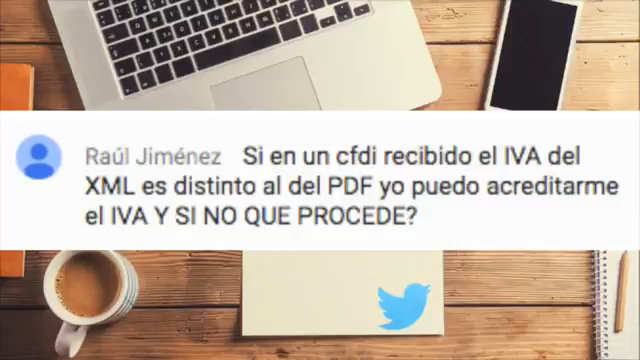 Raúl Jiménez Si en un cfdi recibido el IVA del
XML es distinto al del PDF yo puedo acreditarme
el IVA Y SI NO QUE PROCEDE?